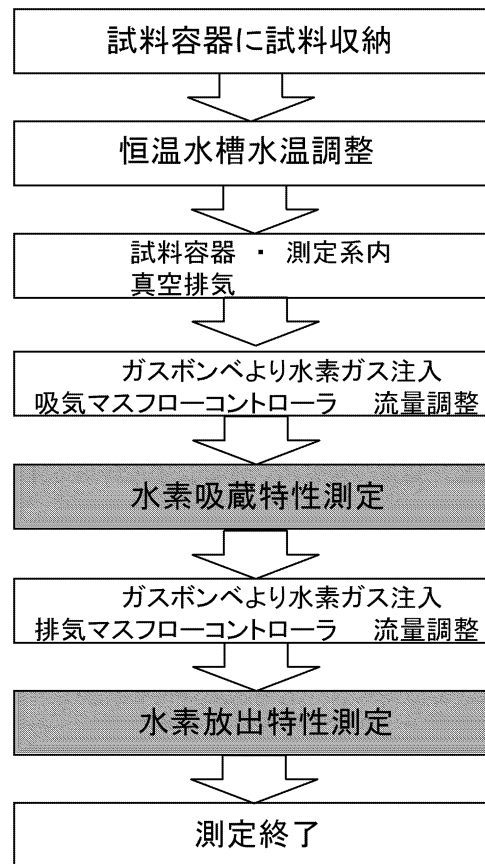 試料容器に試料収納
恒温水槽水温調整
試料容器 ・ 測定系内
真空排気
ガスボンベより水素ガス注入
吸気マスフローコントローラ 流量調整
水素吸蔵特性測定
ガスボンベより水素ガス注入
排気マスフローコントローラ 流量調整
水素放出特性測定
測定終了